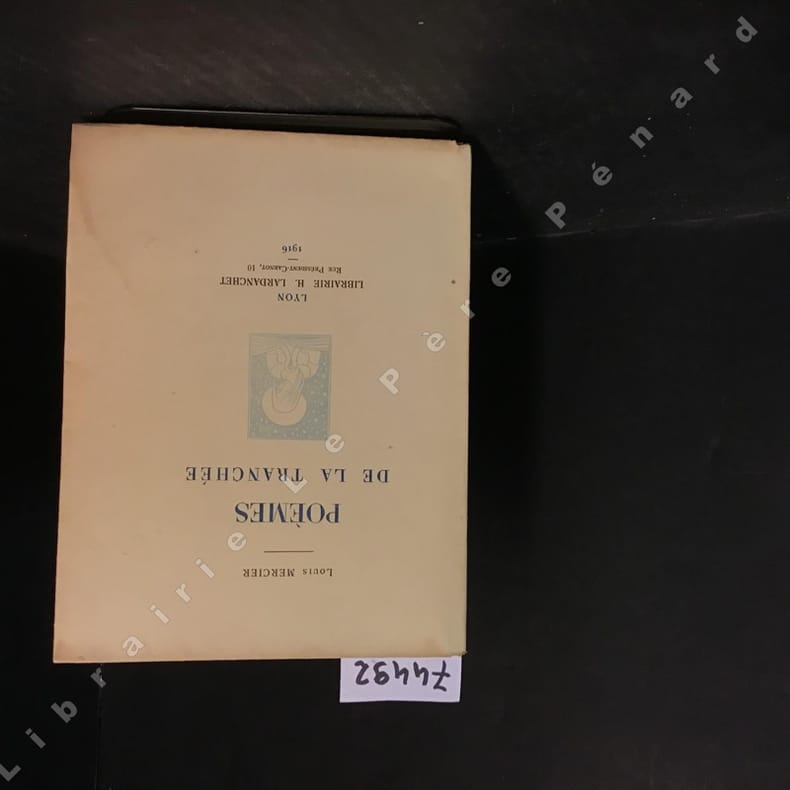 Louis MERCIER
POÈMES
DE LA TRANCHÉE
LYON
LIBRAIRIE H. LARDANCHET
Rue Président-Carnot, 10
1916
74492
Librairie Le Père Pénard